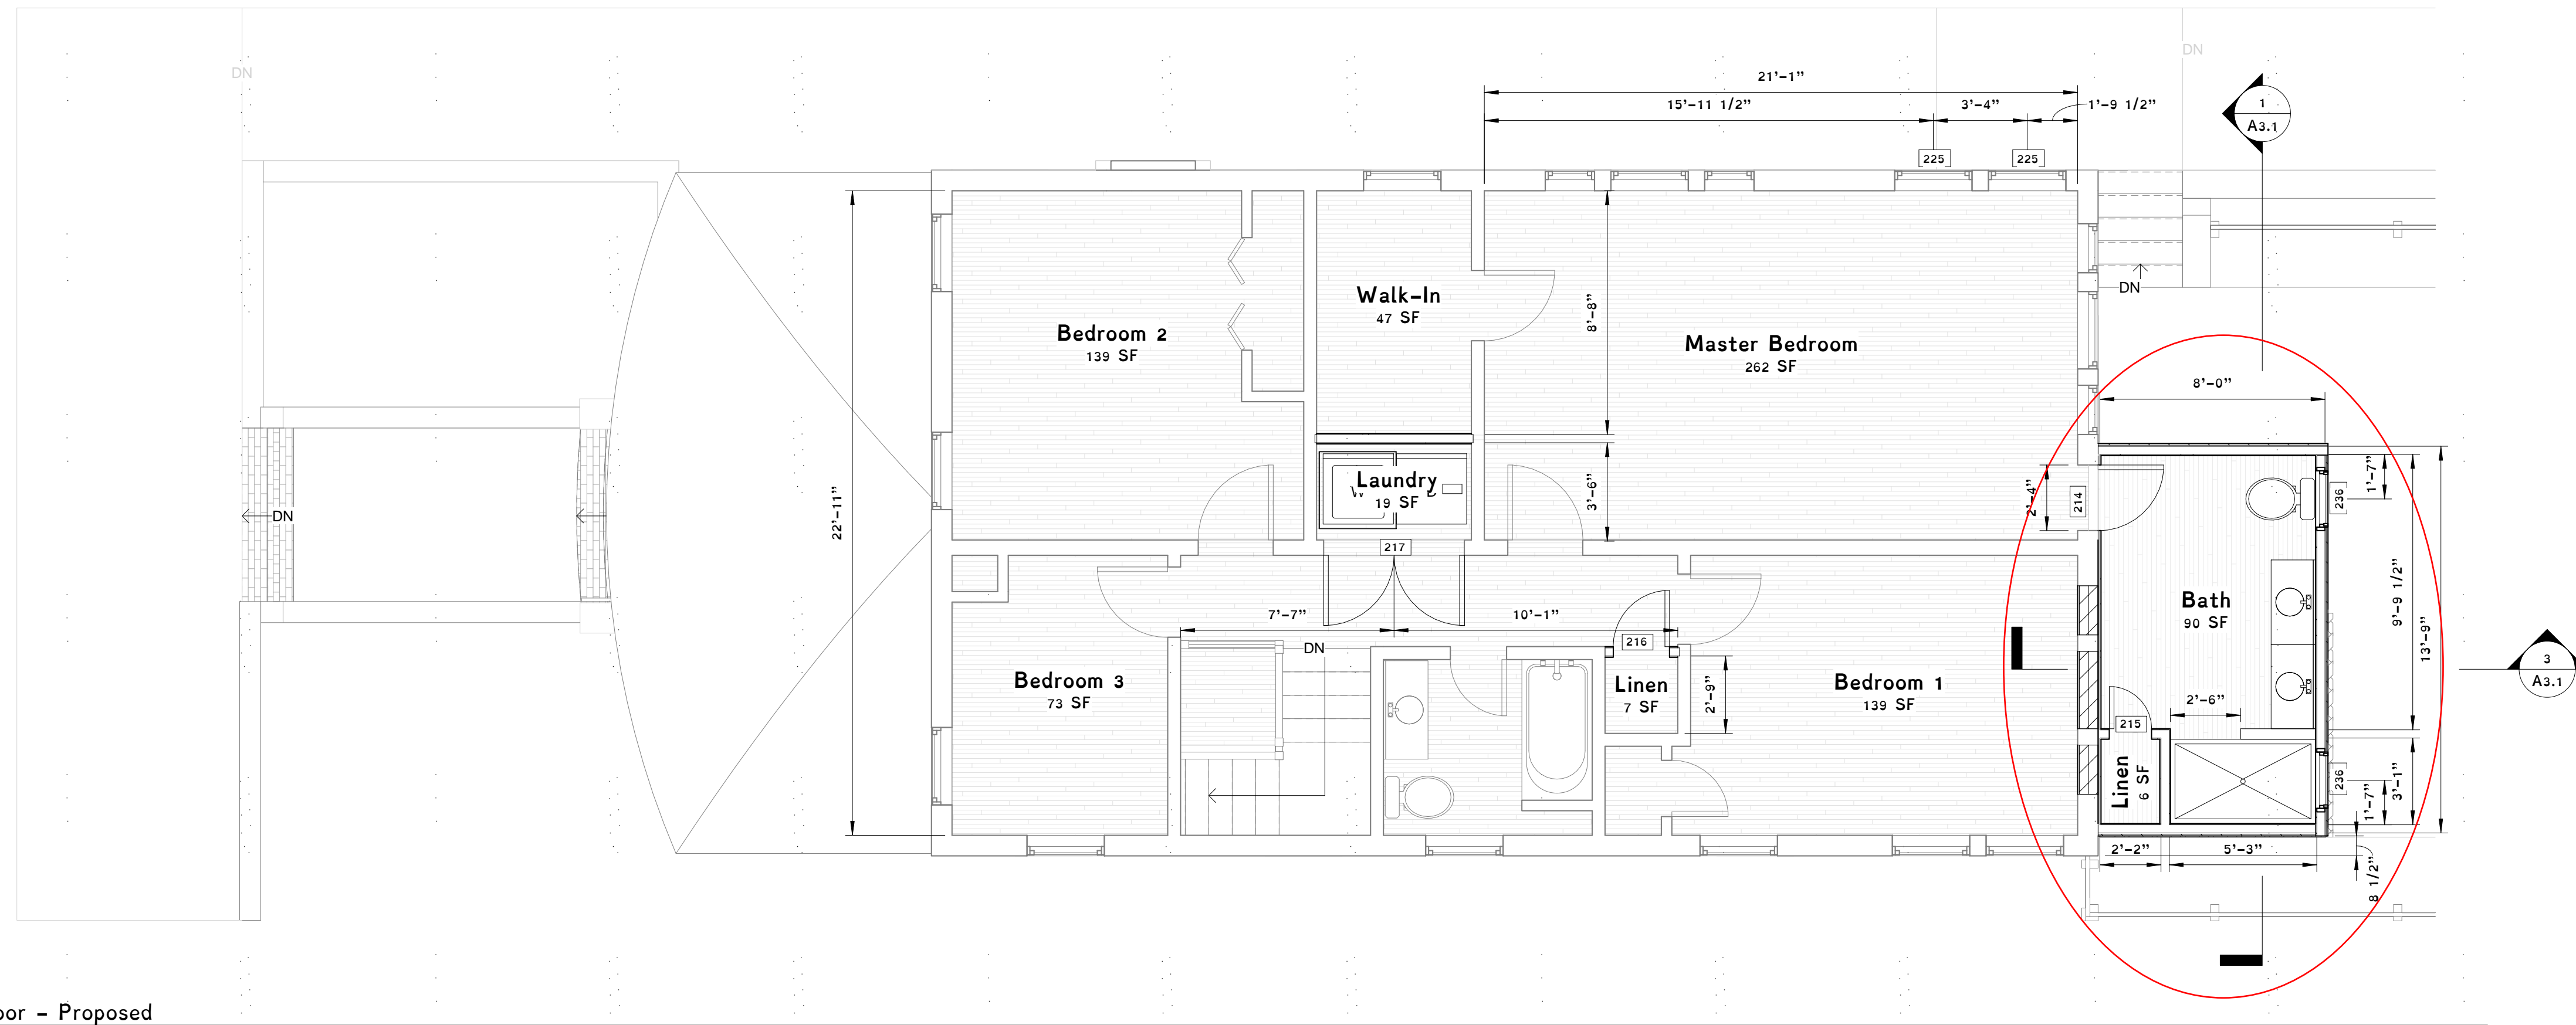 DN
DN
21'-1"
15'-11 1/2"
3'-4"
1'-9 1/2"
1
A3.1
225
225
DN
Bedroom 2
139 SF
Walk-In
47 SF
8'-8"
Master Bedroom
262 SF
8'-0"
22'-11"
Laundry
19 SF
3'-6"
2'-4"
214
236
1'-7"
DN
217
7'-7"
10'-1"
216
DN
Bedroom 3
73 SF
Linen
7 SF
2'-9"
Bedroom 1
139 SF
Bath
90 SF
9'-9 1/2"
13'-9"
3
A3.1
2'-6"
215
Linen
6 SF
236
1'-7"
3'-1"
2'-2"
5'-3"
8 1/2"
oor - Proposed